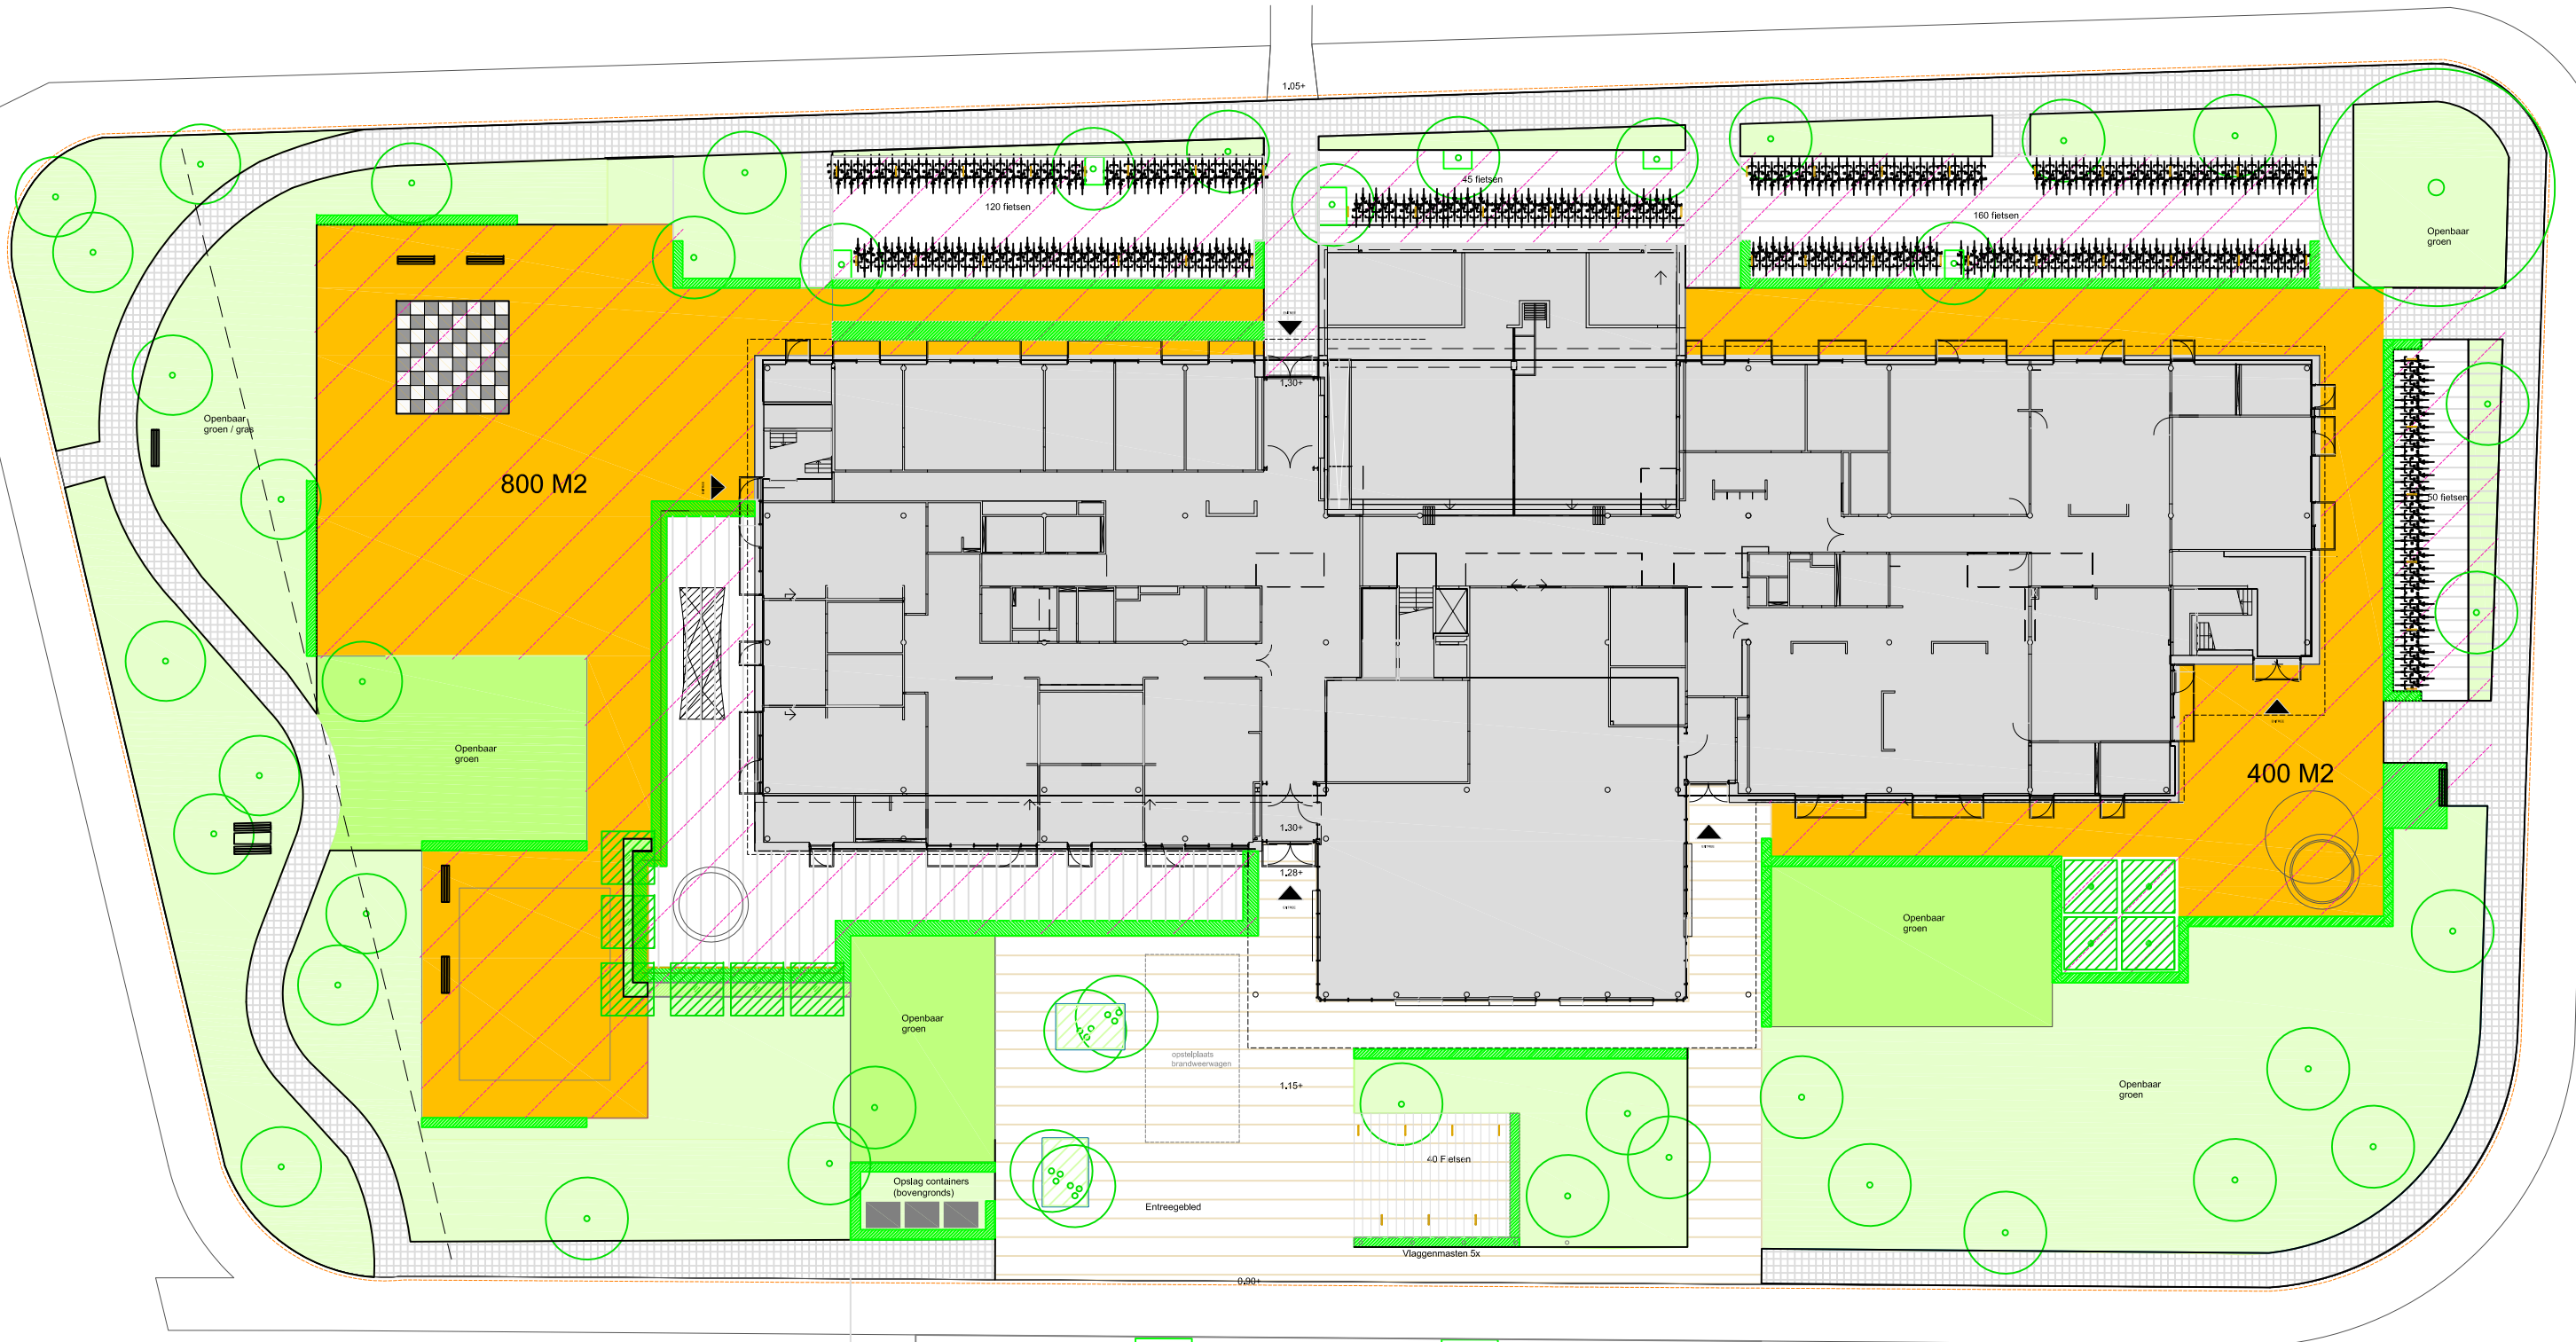 1.05+
45 fietsen
120 fietsen
160 fietsen
Openbaar
groen
1.30+
Openbaar
groen / gras
800 M2
50 fietsen
Openbaar
groen
400 M2
1.30+
1.28+
Openbaar
groen
Openbaar
groen
opstelplaats
brandweerwagen
1.15+
Openbaar
groen
40 Fietsen
Opslag containers
(bovengronds)
Entreegebied
Vlaggenmasten 5x
0.90+